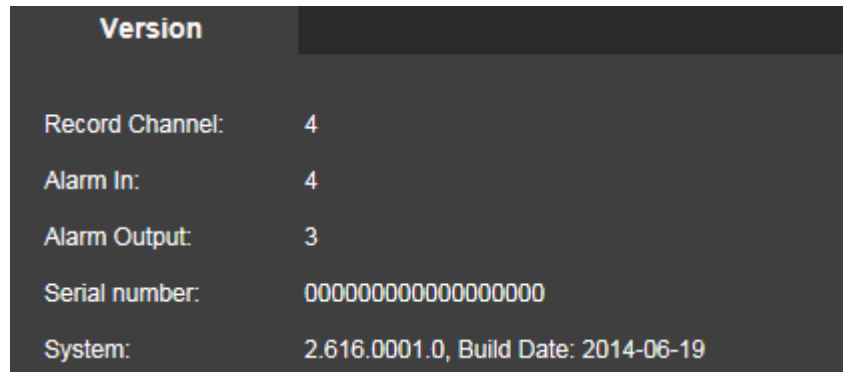 Version
Record Channel: 4
Alarm In: 4
Alarm Output: 3
Serial number: 000000000000000000
System: 2.616.0001.0, Build Date: 2014-06-19